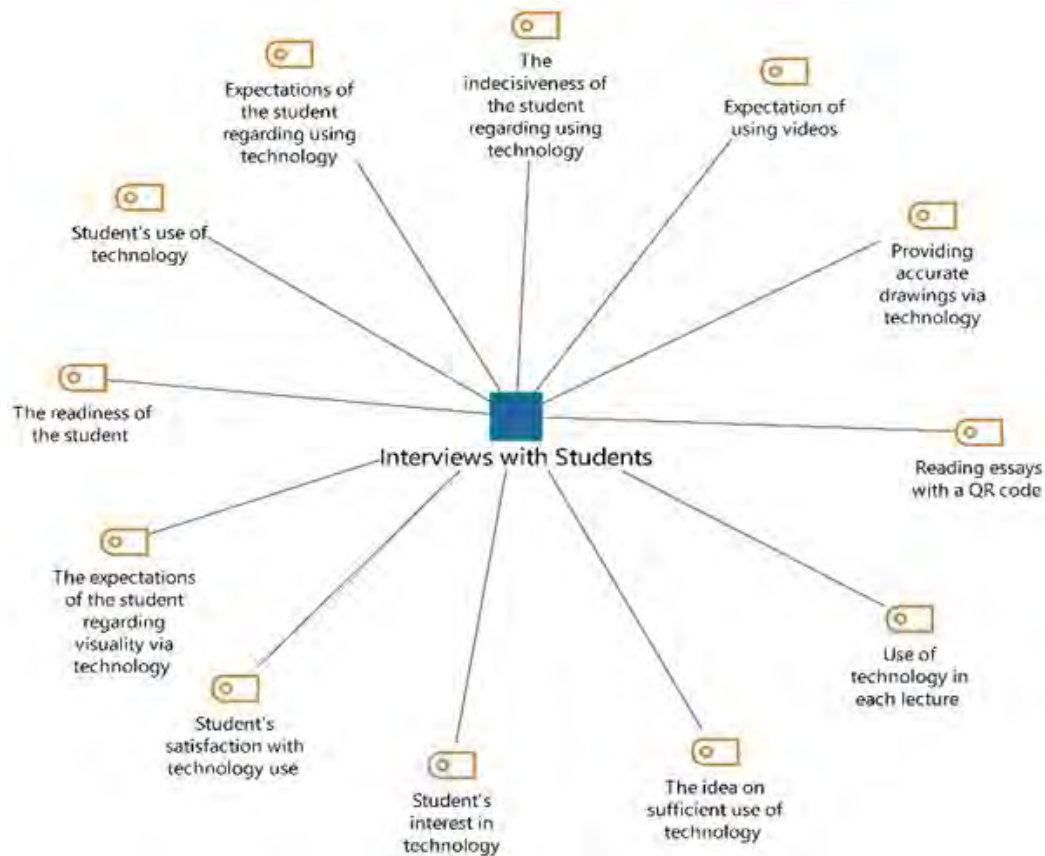 The
indecisiveness of
the student
regarding using
technology
Expectations of
the student
regarding using
technology
Expectation of
using videos
Student's use of
technology
Providing
accurate
drawings via
technology
The readiness of
the student
Interviews with Students
Reading essays
with a QR code
The expectations
of the student
regarding
visuality via
technology
Use of
technology in
each lecture
Student's
satisfaction with
technology use
Student's
interest in
technology
The idea on
sufficient use of
technology